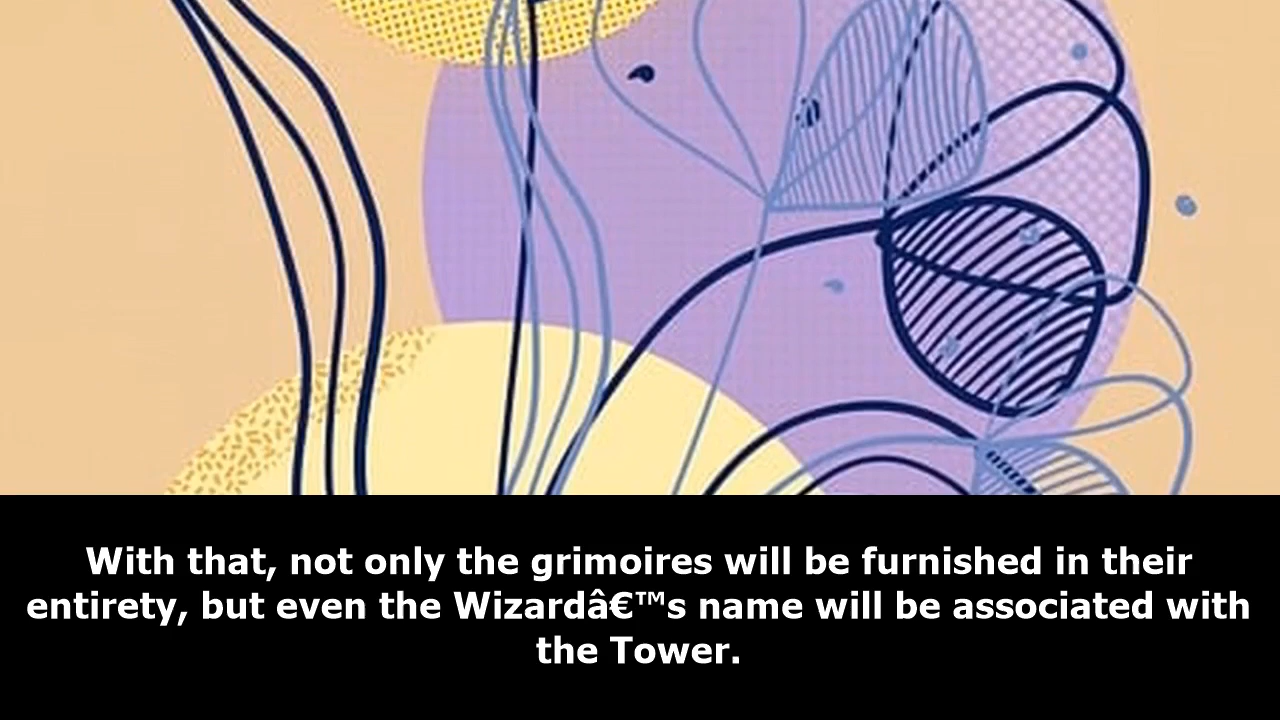 With that, not only the grimoires will be furnished in their
entirety, but even the Wizardâ€™s name will be associated with
the Tower.